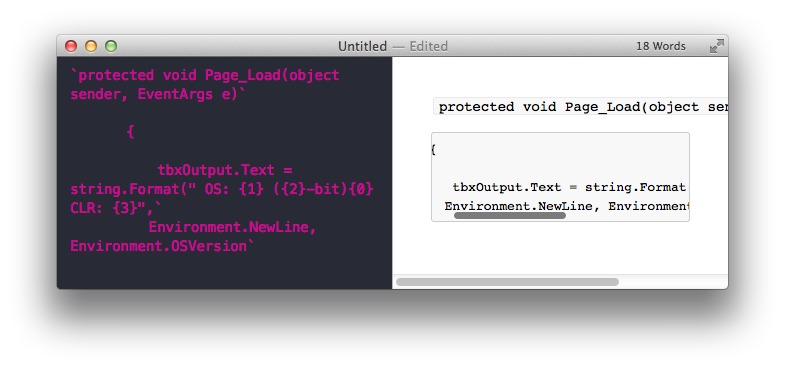 Untitled — Edited
18 Words
`protected void Page_Load(object
sender, EventArgs e)`
{
tbxOutput.Text =
string.Format(" OS: {1} ({2}-bit){0}
CLR: {3}",`
Environment.NewLine,
Environment.OSVersion`
protected void Page_Load(object sen
{
tbxOutput.Text = string.Format
Environment.NewLine, Environment